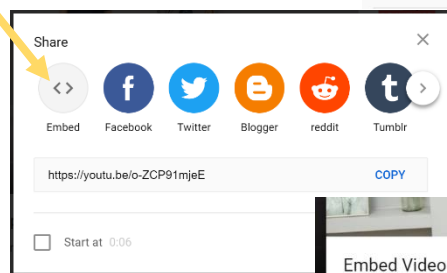 Share
Embed Facebook Twitter Blogger reddit Tumblr
https://youtu.be/o-ZCP91mjeE COPY
Start at 0:06
Embed Video